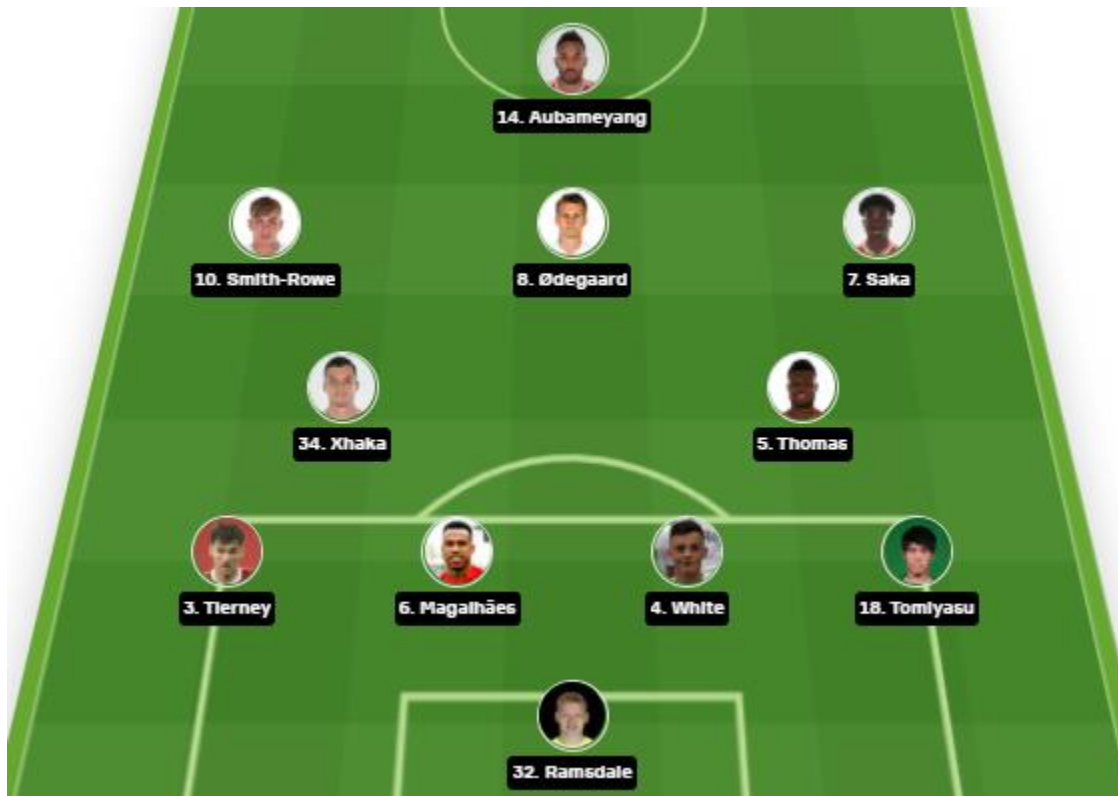 14. Aubameyang
10. Smith-Rowe
8. Ødegaard
7. Saka
34. Xhaka
5. Thomas
3. Tierney
6. Magalhães
4. White
18. Tomiyasu
32. Ramsdale